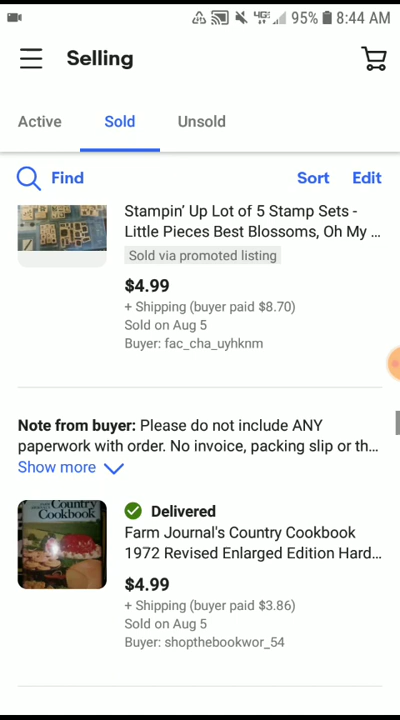 4G 95% 8:44 AM
Selling
Active Sold Unsold
Find Sort Edit
Stampin' Up Lot of 5 Stamp Sets -
Little Pieces Best Blossoms, Oh My ...
Sold via promoted listing
$4.99
+ Shipping (buyer paid $8.70)
Sold on Aug 5
Buyer: fac_cha_uyhknm
Note from buyer: Please do not include ANY
paperwork with order. No invoice, packing slip or th...
Show more
Country
Cookbook
Delivered
Farm Journal's Country Cookbook
1972 Revised Enlarged Edition Hard...
$4.99
+ Shipping (buyer paid $3.86)
Sold on Aug 5
Buyer: shopthebookwor_54